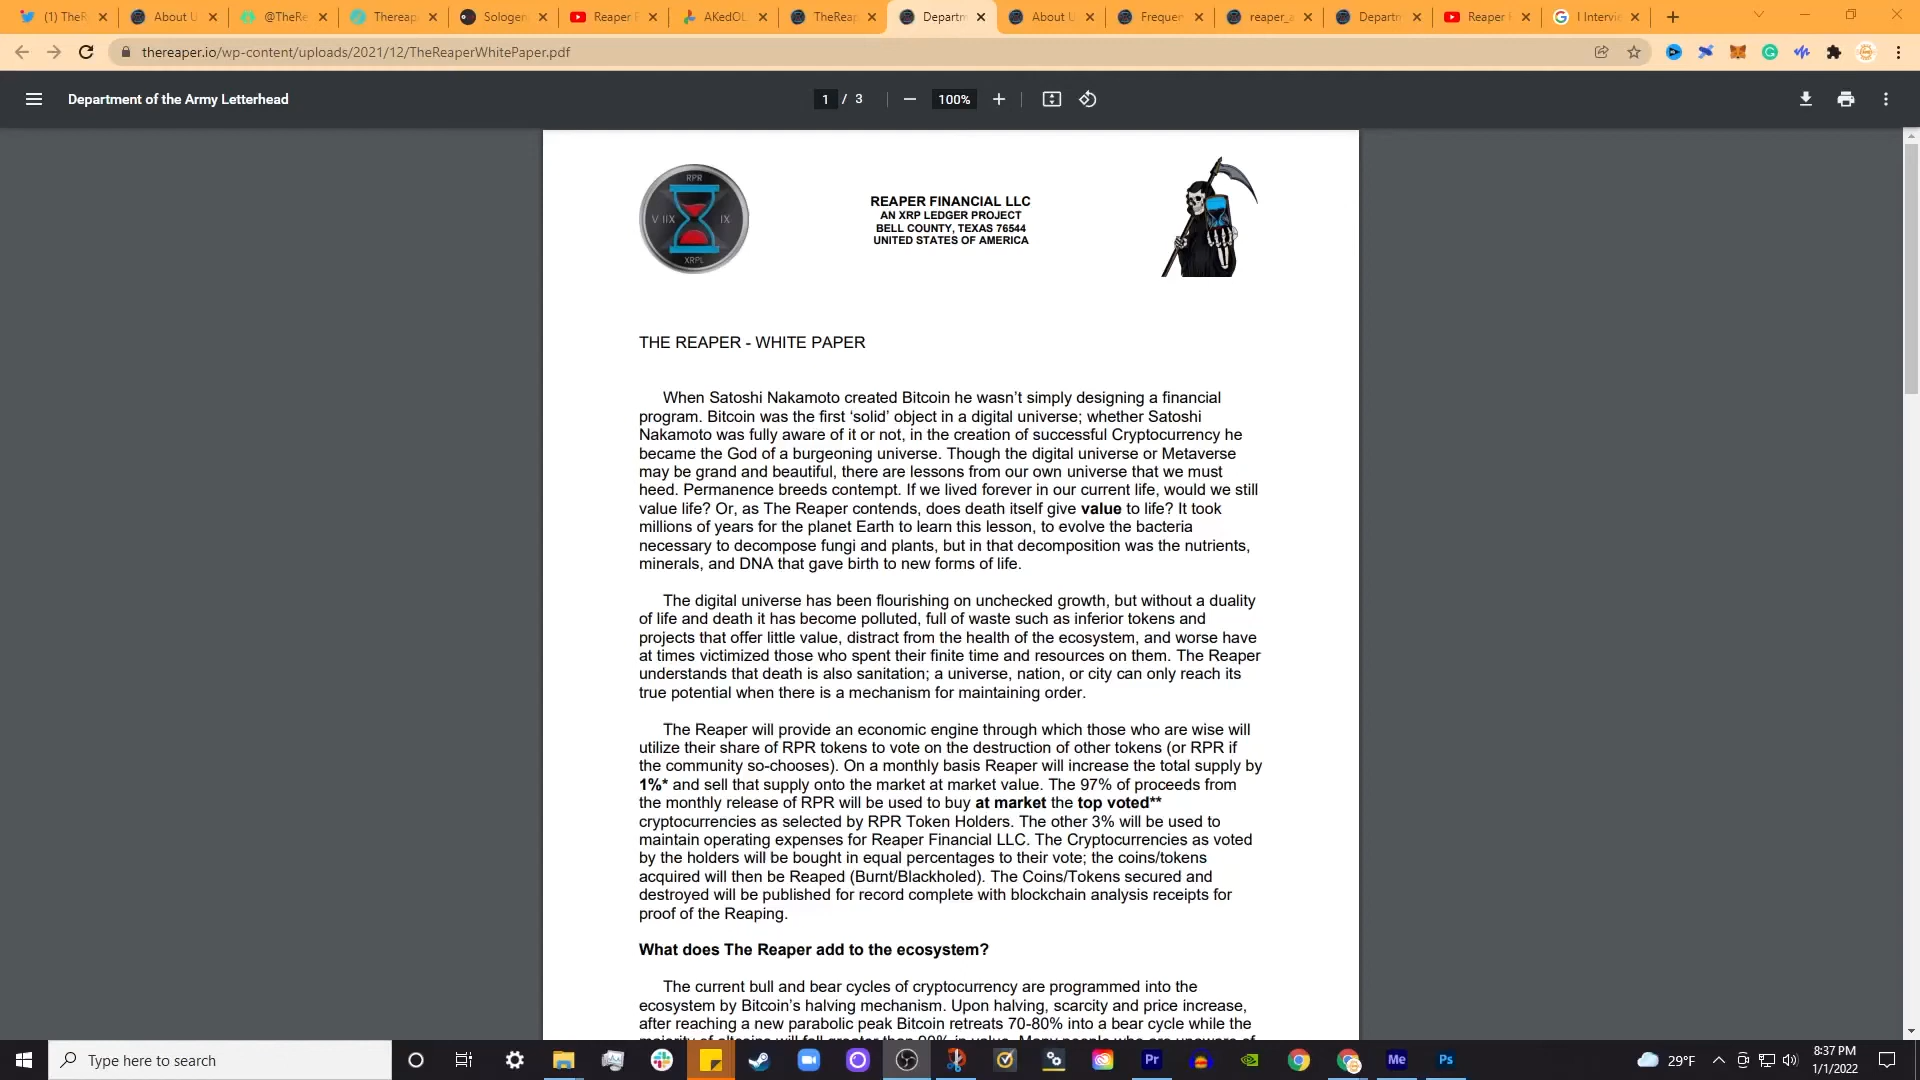 (1) TheR
About U
@TheRe
Thereap
Sologen
Reaper F
AKedOL
TheReap
Departm
About U
Frequen
reaper_a
Departm
Reaper
I Intervi
thereaper.io/wp-content/uploads/2021/12/TheReaperWhitePaper.pdf
Department of the Army Letterhead
1 / 3
100%
RPR
V IIX
IX
XRPL
REAPER FINANCIAL LLC
AN XRP LEDGER PROJECT
BELL COUNTY, TEXAS 76544
UNITED STATES OF AMERICA
THE REAPER - WHITE PAPER
When Satoshi Nakamoto created Bitcoin he wasn’t simply designing a financial
program. Bitcoin was the first ‘solid’ object in a digital universe; whether Satoshi
Nakamoto was fully aware of it or not, in the creation of successful Cryptocurrency he
became the God of a burgeoning universe. Though the digital universe or Metaverse
may be grand and beautiful, there are lessons from our own universe that we must
heed. Permanence breeds contempt. If we lived forever in our current life, would we still
value life? Or, as The Reaper contends, does death itself give value to life? It took
millions of years for the planet Earth to learn this lesson, to evolve the bacteria
necessary to decompose fungi and plants, but in that decomposition was the nutrients,
minerals, and DNA that gave birth to new forms of life.
The digital universe has been flourishing on unchecked growth, but without a duality
of life and death it has become polluted, full of waste such as inferior tokens and
projects that offer little value, distract from the health of the ecosystem, and worse have
at times victimized those who spent their finite time and resources on them. The Reaper
understands that death is also sanitation; a universe, nation, or city can only reach its
true potential when there is a mechanism for maintaining order.
The Reaper will provide an economic engine through which those who are wise will
utilize their share of RPR tokens to vote on the destruction of other tokens (or RPR if
the community so-chooses). On a monthly basis Reaper will increase the total supply by
1%* and sell that supply onto the market at market value. The 97% of proceeds from
the monthly release of RPR will be used to buy at market the top voted**
cryptocurrencies as selected by RPR Token Holders. The other 3% will be used to
maintain operating expenses for Reaper Financial LLC. The Cryptocurrencies as voted
by the holders will be bought in equal percentages to their vote; the coins/tokens
acquired will then be Reaped (Burnt/Blackholed). The Coins/Tokens secured and
destroyed will be published for record complete with blockchain analysis receipts for
proof of the Reaping.
What does The Reaper add to the ecosystem?
The current bull and bear cycles of cryptocurrency are programmed into the
ecosystem by Bitcoin’s halving mechanism. Upon halving, scarcity and price increase,
after reaching a new parabolic peak Bitcoin retreats 70-80% into a bear cycle while the
Type here to search
Pr
Me
Ps
29°F
8:37 PM
1/1/2022